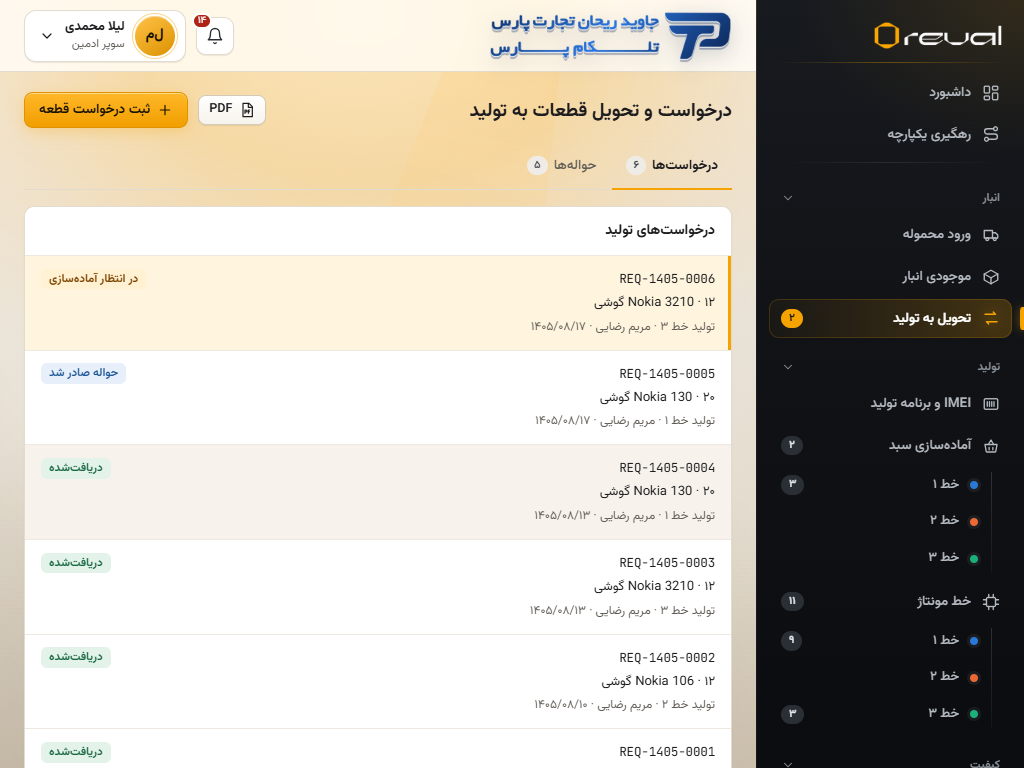 reval
داشبورد
رهگیری یکپارچه
انبار
ورود محموله
موجودی انبار
تحویل به تولید ۲
تولید
IMEI و برنامه تولید
آماده‌سازی سبد ۲
خط ۱ ۳
خط ۲
خط ۳
خط مونتاژ ۱۱
خط ۱ ۹
خط ۲
خط ۳ ۳
کیفیت
جاوید ریحان تجارت پارس
تلکام پارس
۱۴
لیلا محمدی
سوپر ادمین
ل‌م
درخواست و تحویل قطعات به تولید
PDF
ثبت درخواست قطعه
درخواست‌ها ۶
حواله‌ها ۵
درخواست‌های تولید
REQ-1405-0006 در انتظار آماده‌سازی
۱۲ · Nokia 3210 گوشی
تولید خط ۳ · مریم رضایی · ۱۴۰۵/۰۸/۱۷
REQ-1405-0005 حواله صادر شد
۲۰ · Nokia 130 گوشی
تولید خط ۱ · مریم رضایی · ۱۴۰۵/۰۸/۱۷
REQ-1405-0004 دریافت‌شده
۲۰ · Nokia 130 گوشی
تولید خط ۱ · مریم رضایی · ۱۴۰۵/۰۸/۱۳
REQ-1405-0003 دریافت‌شده
۱۲ · Nokia 3210 گوشی
تولید خط ۳ · مریم رضایی · ۱۴۰۵/۰۸/۱۳
REQ-1405-0002 دریافت‌شده
۱۲ · Nokia 106 گوشی
تولید خط ۲ · مریم رضایی · ۱۴۰۵/۰۸/۱۰
REQ-1405-0001 دریافت‌شده